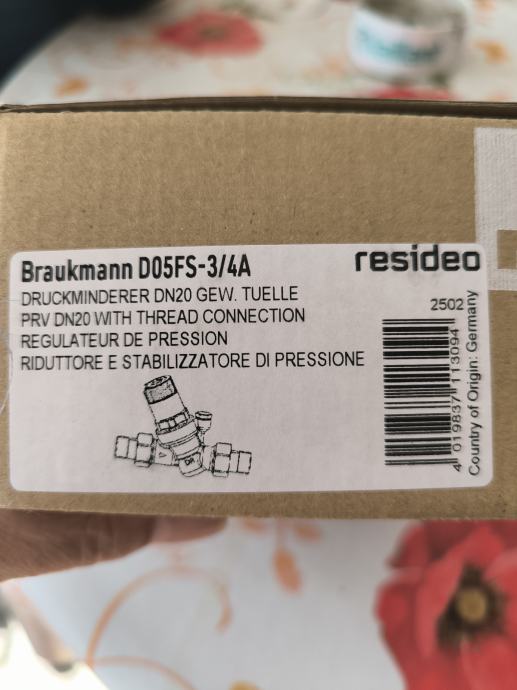 Braukmann D05FS-3/4A
resideo
DRUCKMINDERER DN20 GEW. TUELLE
PRV DN20 WITH THREAD CONNECTION
REGULATEUR DE PRESSION
RIDUTTORE E STABILIZZATORE DI PRESSIONE
2502
4 019837 113094
Country of Origin: Germany